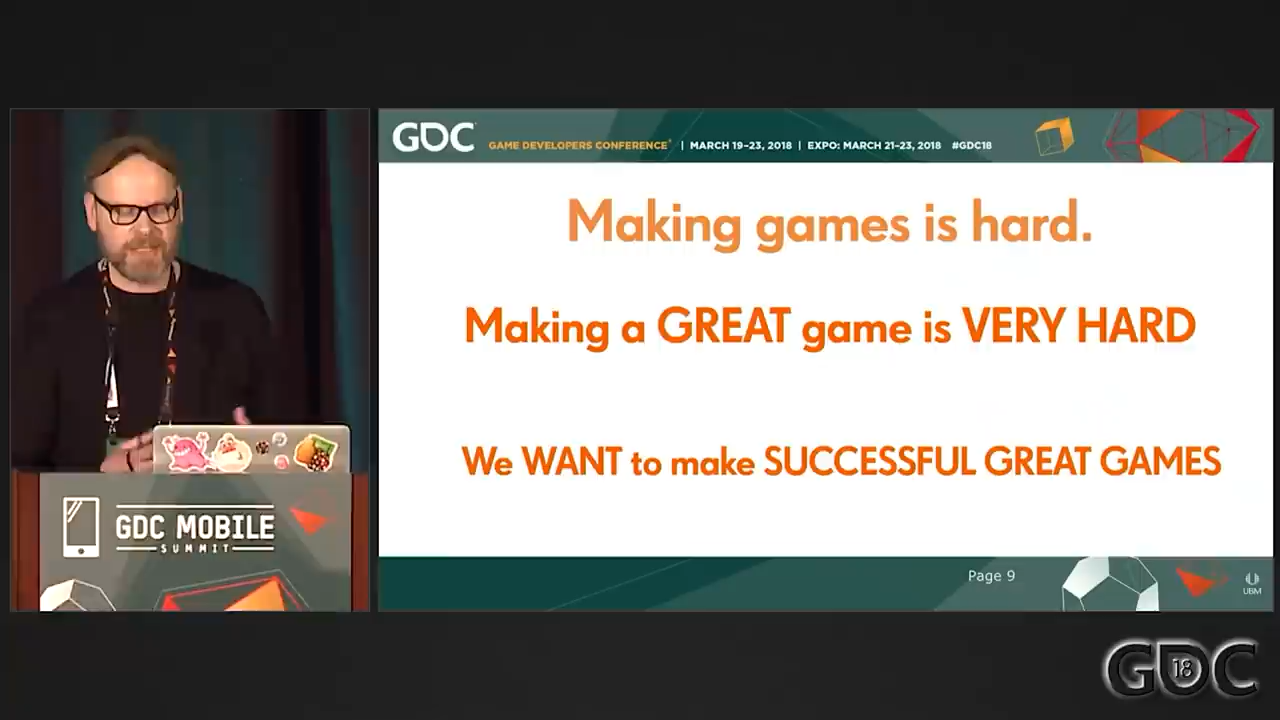 GDC
GAME DEVELOPERS CONFERENCE® | MARCH 19–23, 2018 | EXPO: MARCH 21–23, 2018 #GDC18
Making games is hard.
Making a GREAT game is VERY HARD
We WANT to make SUCCESSFUL GREAT GAMES
GDC MOBILE
SUMMIT
Page 9
UBM
GDC
18